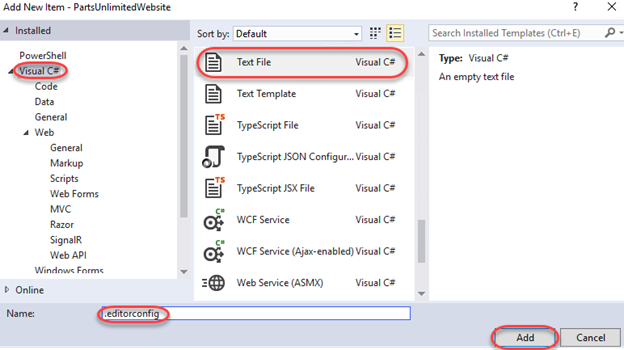 Add New Item - PartsUnlimitedWebsite
?
Installed
PowerShell
Visual C#
Code
Data
General
Web
General
Markup
Scripts
Web Forms
MVC
Razor
SignalR
Web API
Windows Forms
Online
Sort by: Default
Text File Visual C#
Text Template Visual C#
TS TypeScript File Visual C#
TypeScript JSON Configur... Visual C#
TS TypeScript JSX File Visual C#
C# WCF Service Visual C#
C# WCF Service (Ajax-enabled) Visual C#
Web Service (ASMX) Visual C#
Search Installed Templates (Ctrl+E)
Type: Visual C#
An empty text file
Name: .editorconfig
Add Cancel